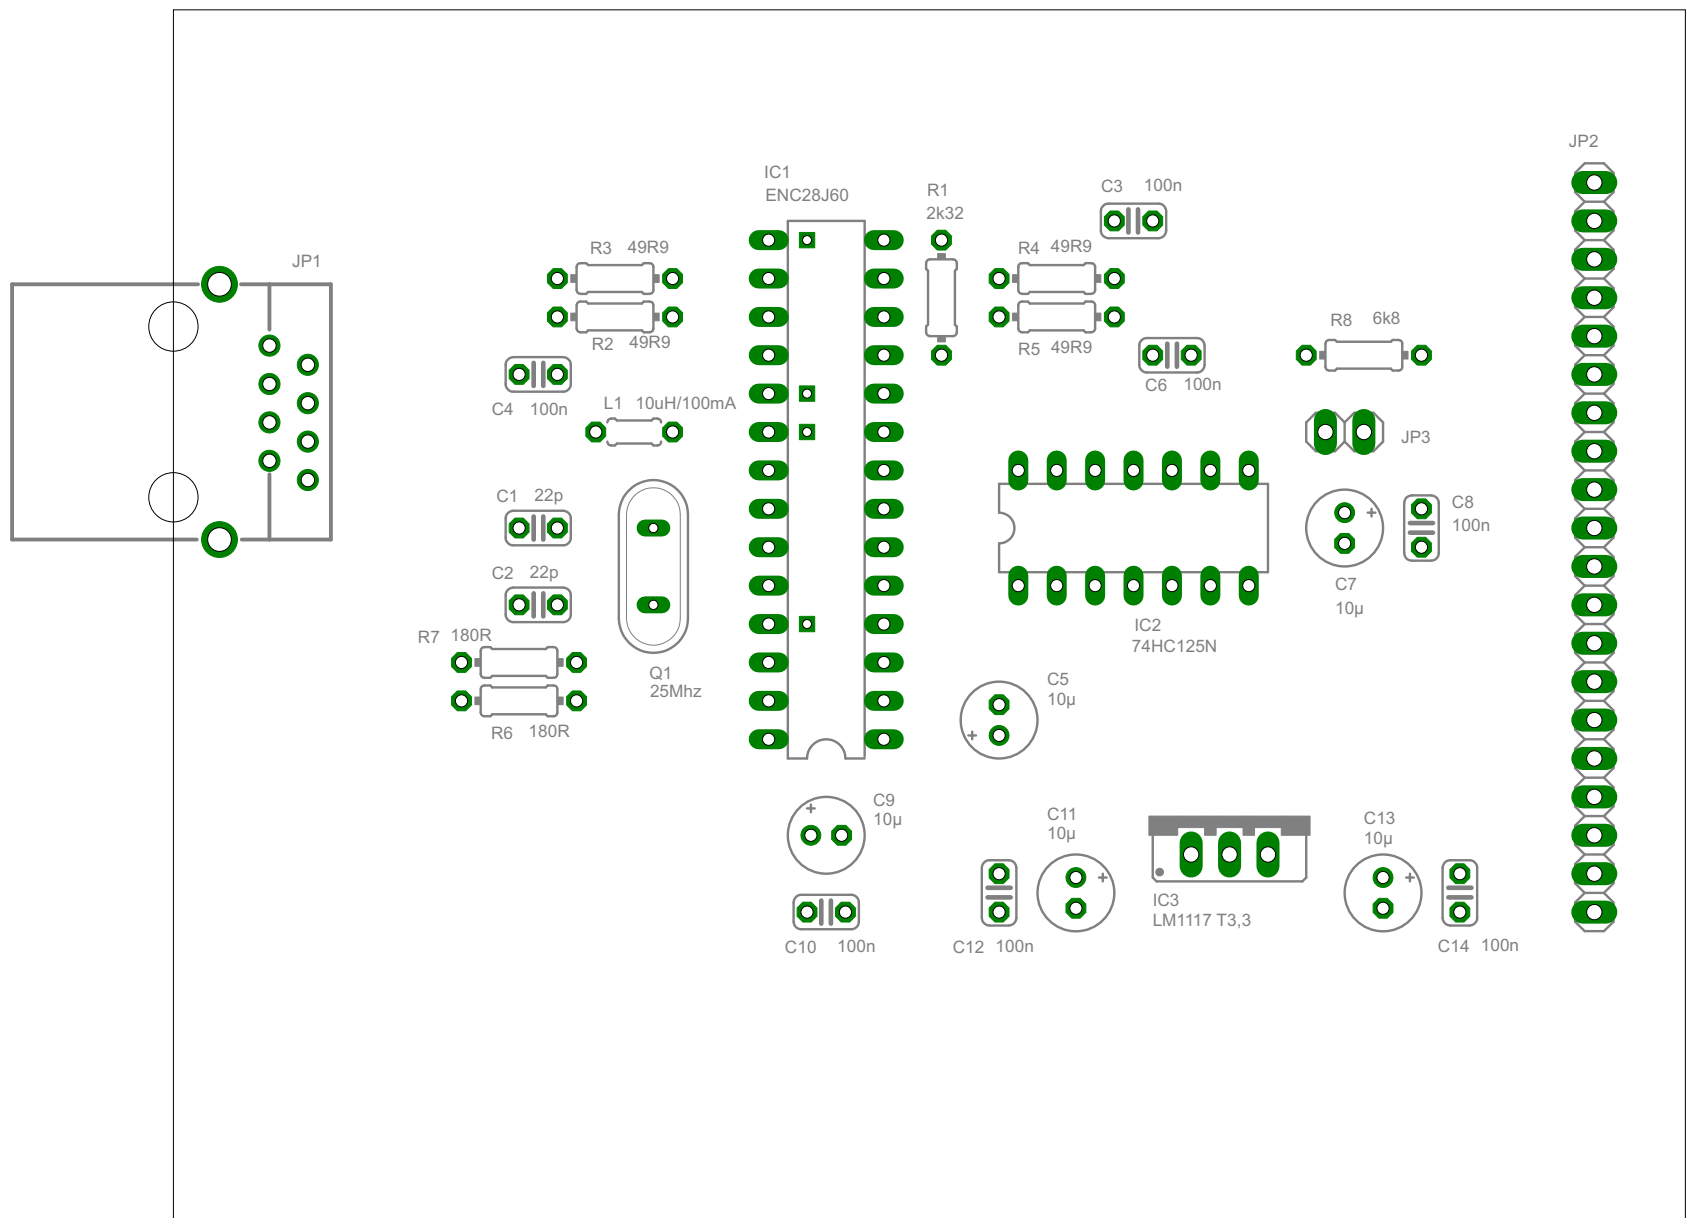 JP2
IC1
ENC28J60
R1
2k32
C3 100n
R3 49R9
R4 49R9
JP1
R2 49R9
R5 49R9
R8 6k8
C6 100n
C4 100n
L1 10uH/100mA
JP3
C1 22p
C8
100n
C2 22p
C7
10µ
IC2
74HC125N
R7 180R
Q1
25Mhz
C5
10µ
R6 180R
C9
10µ
C11
10µ
C13
10µ
IC3
LM1117 T3,3
C10 100n
C12 100n
C14 100n
+
+
+
+
+